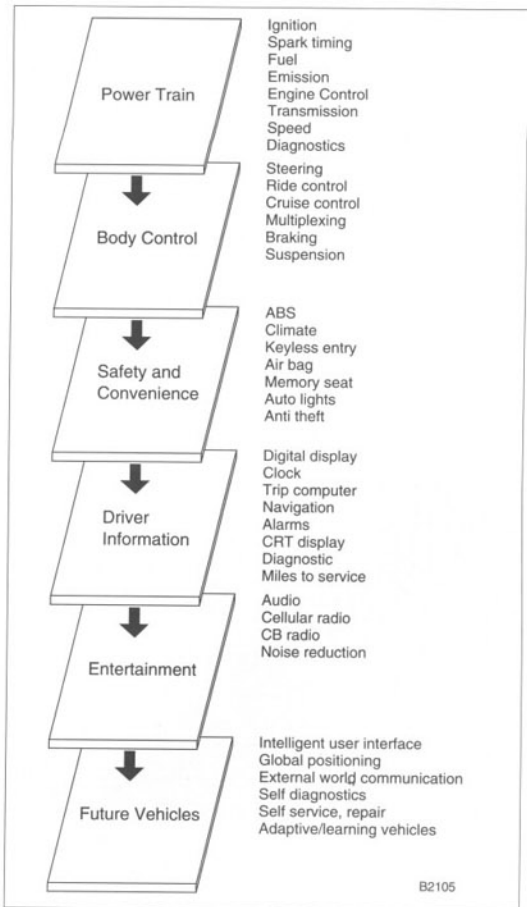 Power Train
Ignition
Spark timing
Fuel
Emission
Engine Control
Transmission
Speed
Diagnostics
Body Control
Steering
Ride control
Cruise control
Multiplexing
Braking
Suspension
Safety and
Convenience
ABS
Climate
Keyless entry
Air bag
Memory seat
Auto lights
Anti theft
Driver
Information
Digital display
Clock
Trip computer
Navigation
Alarms
CRT display
Diagnostic
Miles to service
Entertainment
Audio
Cellular radio
CB radio
Noise reduction
Future Vehicles
Intelligent user interface
Global positioning
External world communication
Self diagnostics
Self service, repair
Adaptive/learning vehicles
B2105